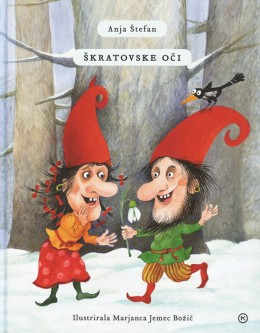 Anja Štefan
ŠKRATOVSKE OČI
Ilustrirala Marjanca Jemec Božič